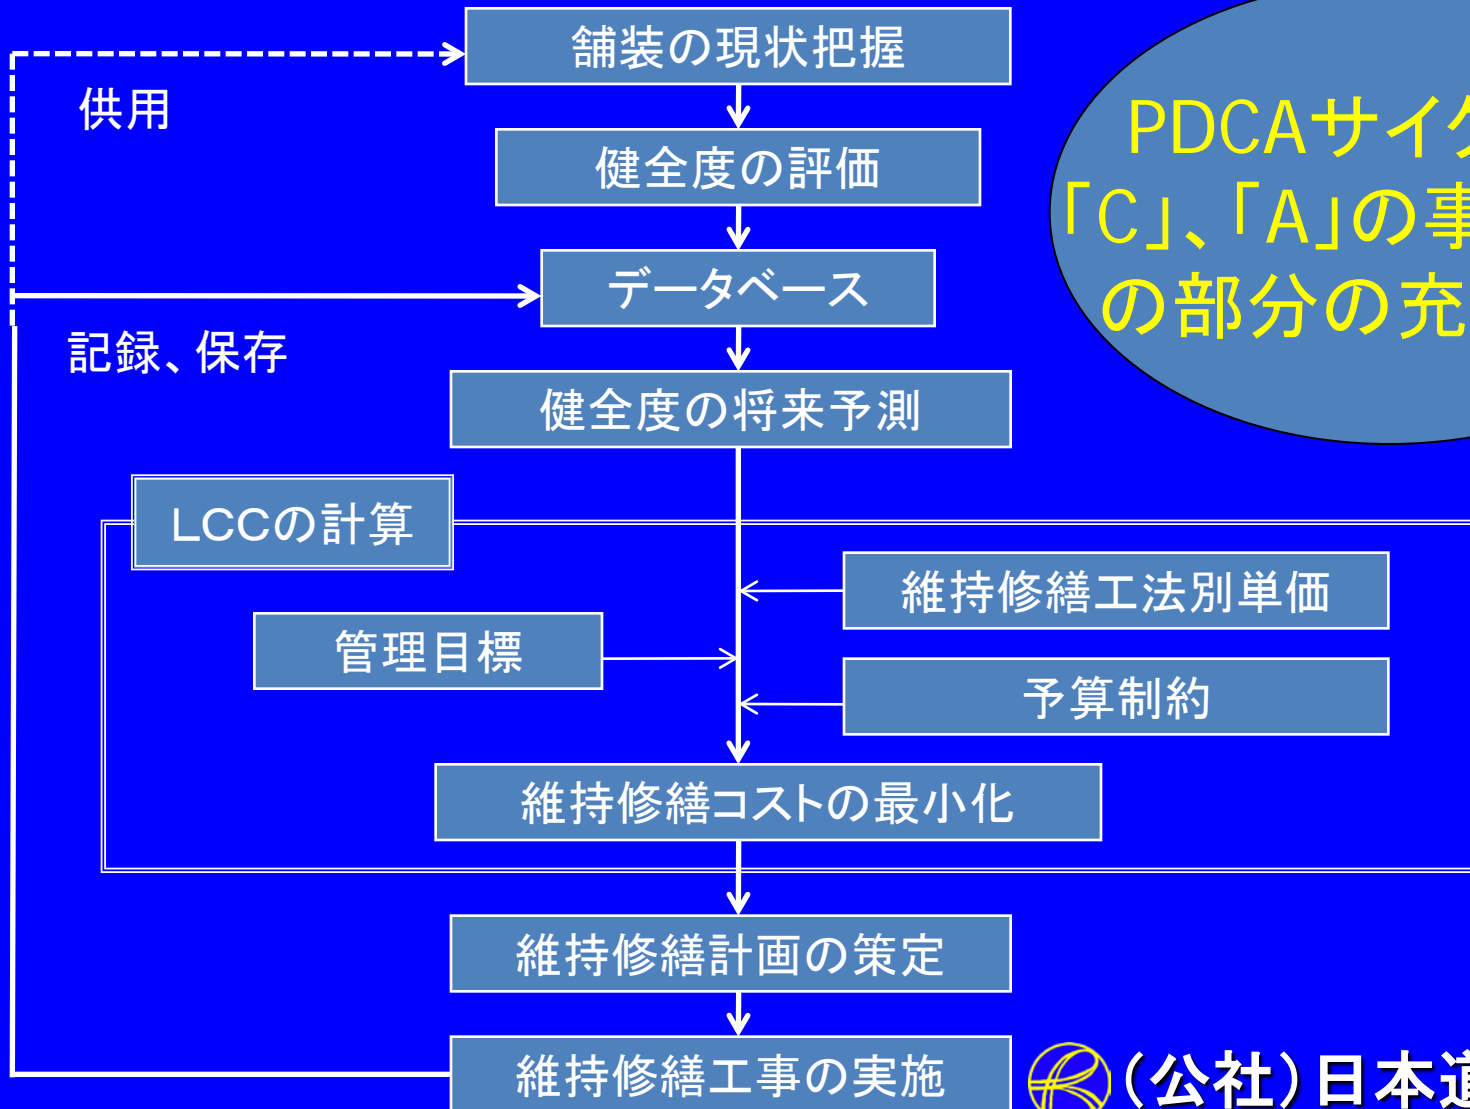 舗装の現状把握
供用
健全度の評価
データベース
記録、保存
健全度の将来予測
LCCの計算
維持修繕工法別単価
管理目標
予算制約
維持修繕コストの最小化
維持修繕計画の策定
維持修繕工事の実施
PDCAサイ
「C」、「A」の事
の部分の充
(公社)日本道